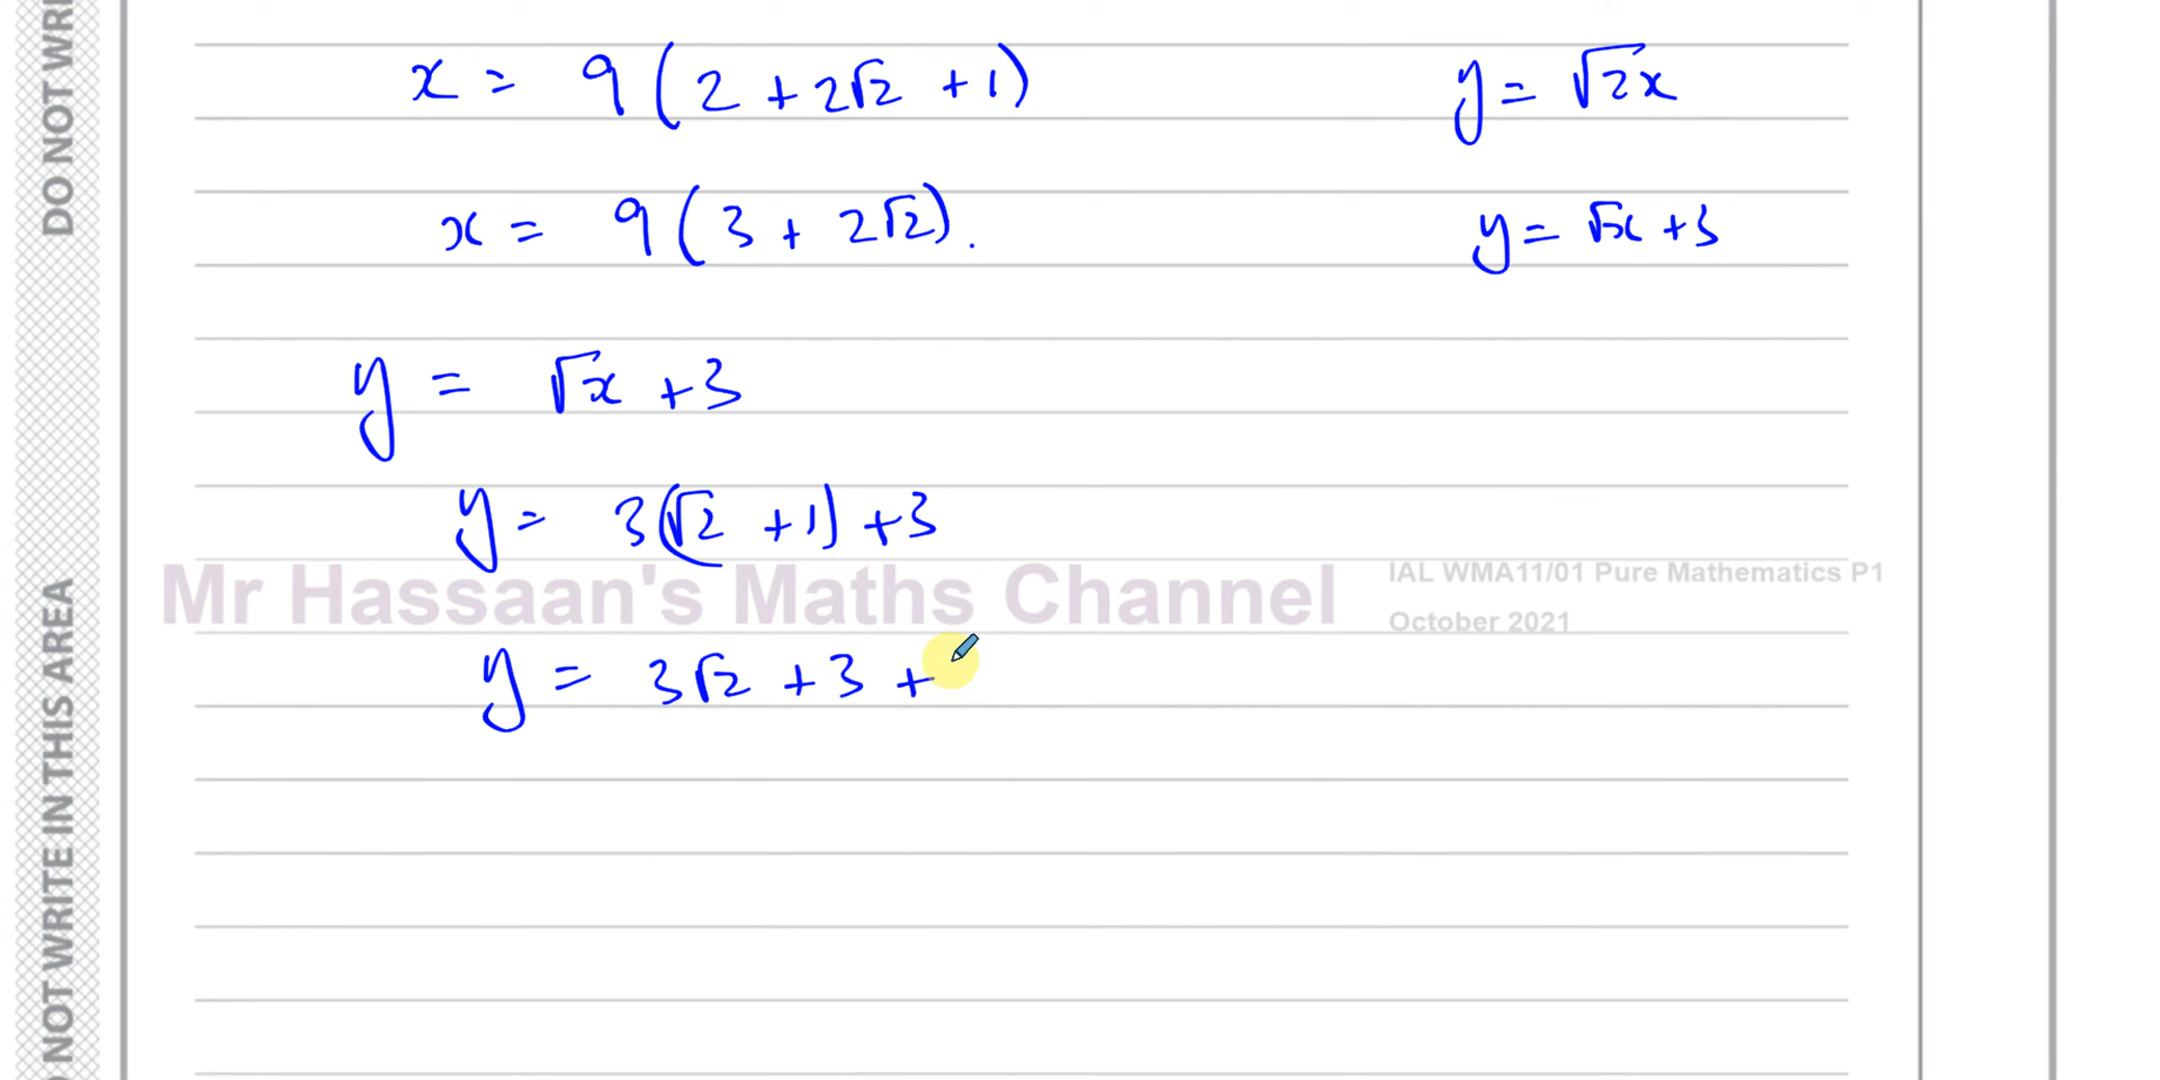 DO NOT WRI
x = 9(2 + 2√2 + 1)
y = √2x
x = 9(3 + 2√2).
y = √x + 3
y = √x + 3
y = 3(√2 + 1) + 3
Mr Hassaan's Maths Channel
IAL WMA11/01 Pure Mathematics P1
October 2021
y = 3√2 + 3 +
NOT WRITE IN THIS AREA